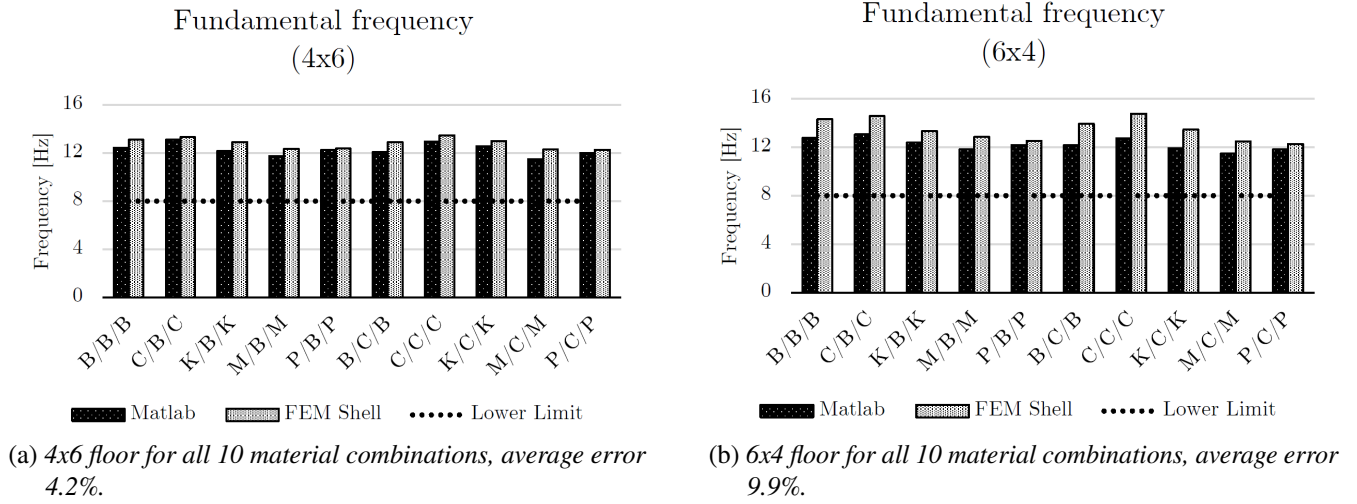 Fundamental frequency
(4x6)
16
12
8
4
0
Frequency [Hz]
B/B/B
C/B/C
K/B/K
M/B/M
P/B/P
B/C/B
C/C/C
K/C/K
M/C/M
P/C/P
Matlab FEM Shell Lower Limit
(a) 4x6 floor for all 10 material combinations, average error
4.2%.
Fundamental frequency
(6x4)
16
12
8
4
0
Frequency [Hz]
B/B/B
C/B/C
K/B/K
M/B/M
P/B/P
B/C/B
C/C/C
K/C/K
M/C/M
P/C/P
Matlab FEM Shell Lower Limit
(b) 6x4 floor for all 10 material combinations, average error
9.9%.